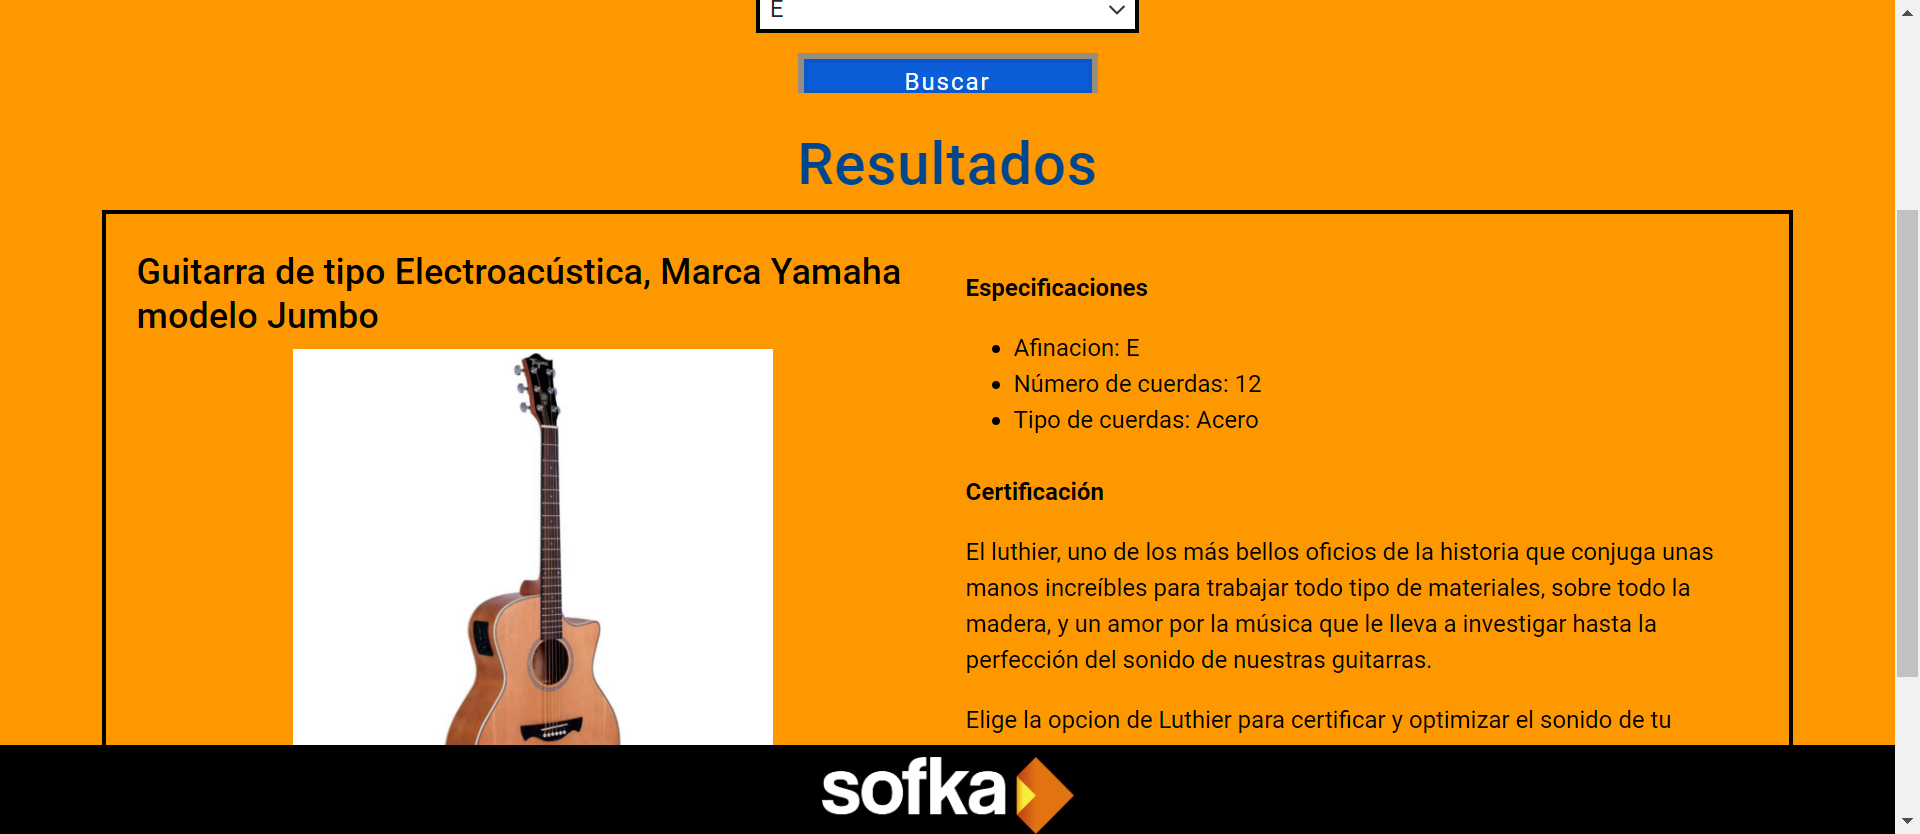 E
Buscar
Resultados
Guitarra de tipo Electroacústica, Marca Yamaha
modelo Jumbo
Especificaciones
Afinacion: E
Número de cuerdas: 12
Tipo de cuerdas: Acero
Certificación
El luthier, uno de los más bellos oficios de la historia que conjuga unas
manos increíbles para trabajar todo tipo de materiales, sobre todo la
madera, y un amor por la música que le lleva a investigar hasta la
perfección del sonido de nuestras guitarras.
Elige la opcion de Luthier para certificar y optimizar el sonido de tu
sofka